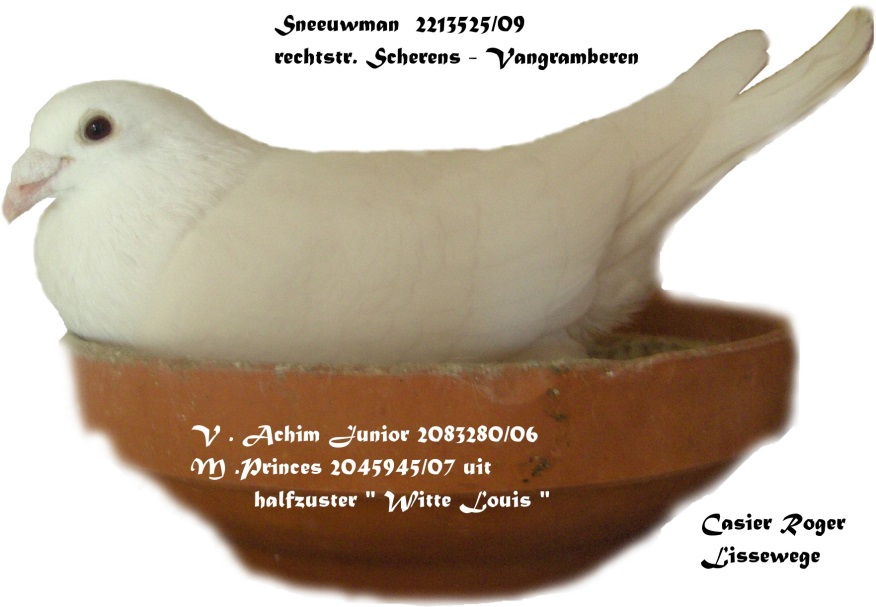 Sneeuwman 2213525/09
rechtstr. Scherens - Vangramberen
V . Achim Junior 2083280/06
M .Princes 2045945/07 uit
halfzuster " Witte Louis "
Casier Roger
Lissewege